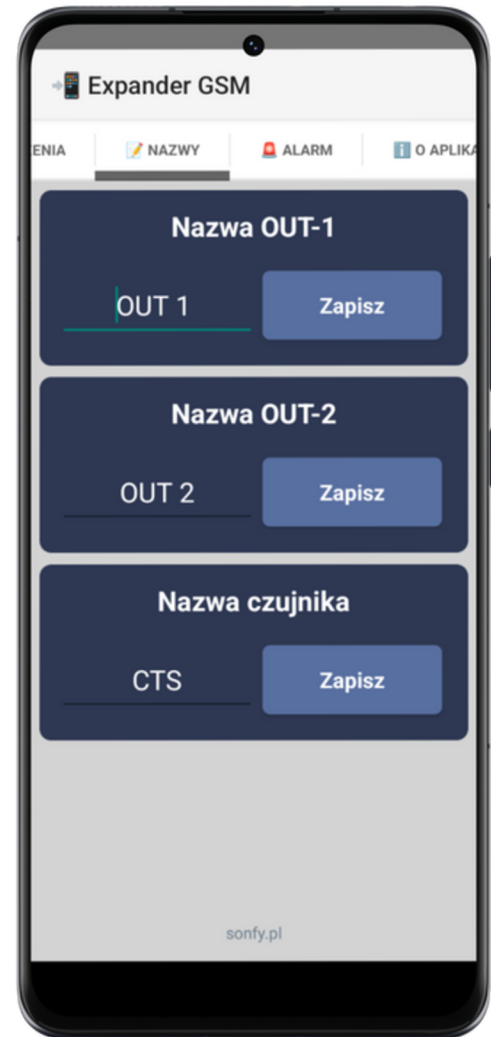 Expander GSM
ENIA
NAZWY
ALARM
O APLIKA
Nazwa OUT-1
OUT 1
Zapisz
Nazwa OUT-2
OUT 2
Zapisz
Nazwa czujnika
CTS
Zapisz
sonfy.pl